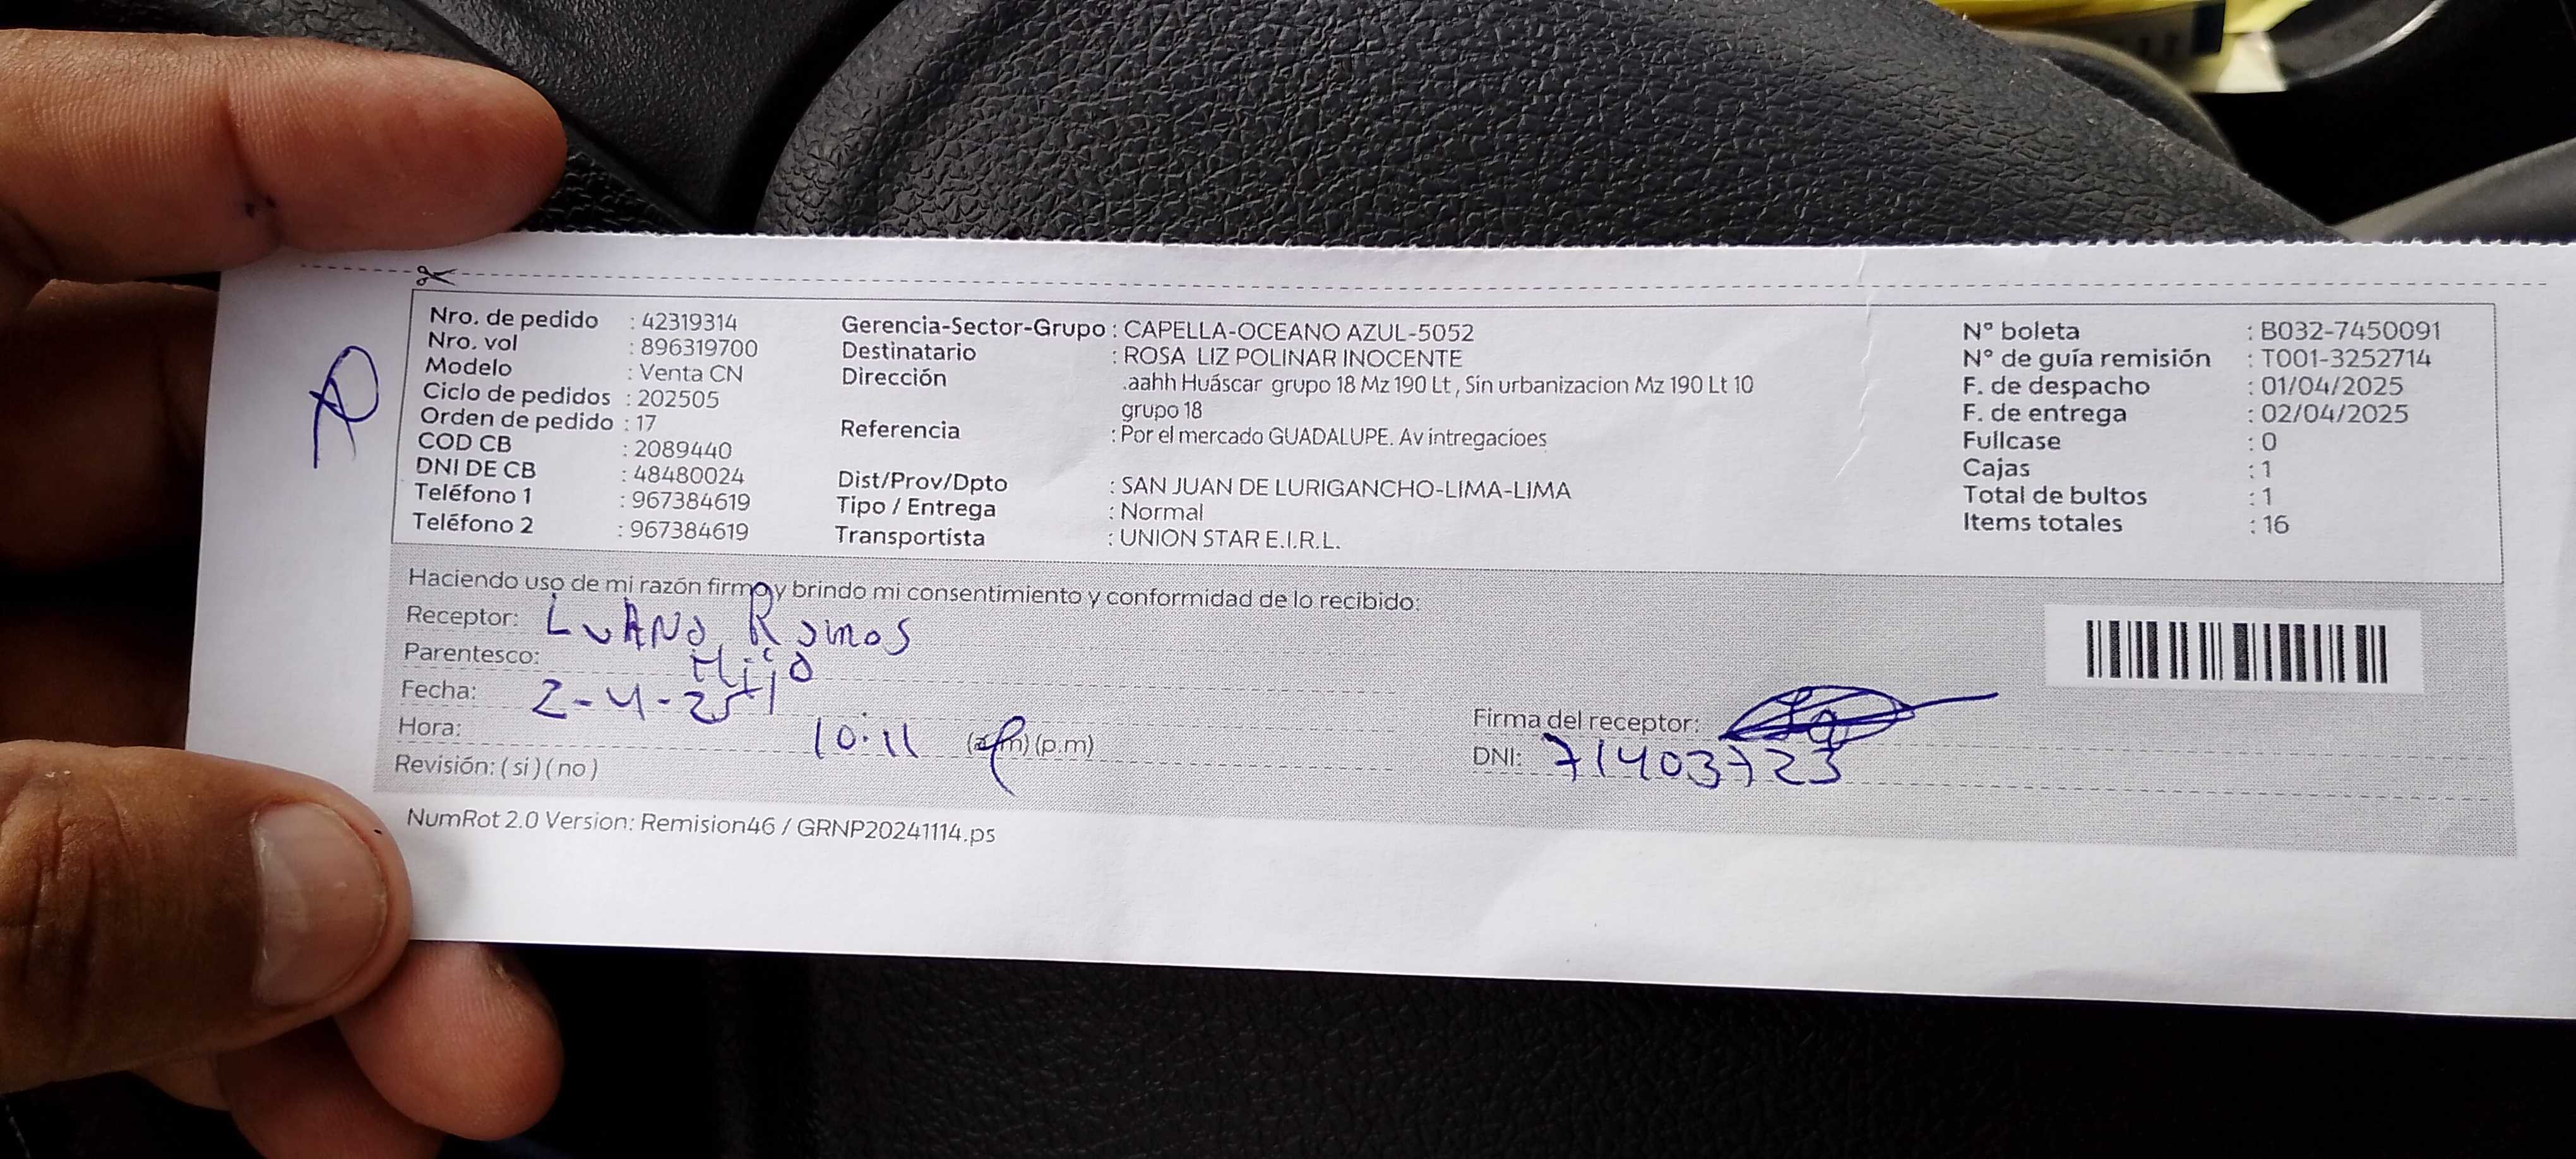 Nro. de pedido : 42319314
Nro. vol : 896319700
Modelo : Venta CN
Ciclo de pedidos : 202505
Orden de pedido : 17
COD CB : 2089440
DNI DE CB : 48480024
Teléfono 1 : 967384619
Teléfono 2 : 967384619
Gerencia-Sector-Grupo : CAPELLA-OCEANO AZUL-5052
Destinatario : ROSA LIZ POLINAR INOCENTE
Dirección .aahh Huáscar grupo 18 Mz 190 Lt , Sin urbanizacion Mz 190 Lt 10
grupo 18
Referencia : Por el mercado GUADALUPE. Av intregacioes
Dist/Prov/Dpto : SAN JUAN DE LURIGANCHO-LIMA-LIMA
Tipo / Entrega : Normal
Transportista : UNION STAR E.I.R.L.
N° boleta : B032-7450091
N° de guía remisión : T001-3252714
F. de despacho : 01/04/2025
F. de entrega : 02/04/2025
Fullcase : 0
Cajas : 1
Total de bultos : 1
Items totales : 16
Haciendo uso de mi razón firmo y brindo mi consentimiento y conformidad de lo recibido:
Receptor: Ramos
Parentesco: Hijo
Fecha: 2-4-25
Hora: 10:11 (a.m) (p.m)
Revisión: ( si ) ( no )
Firma del receptor:
DNI: 71403723
NumRot 2.0 Version: Remision46 / GRNP20241114.ps